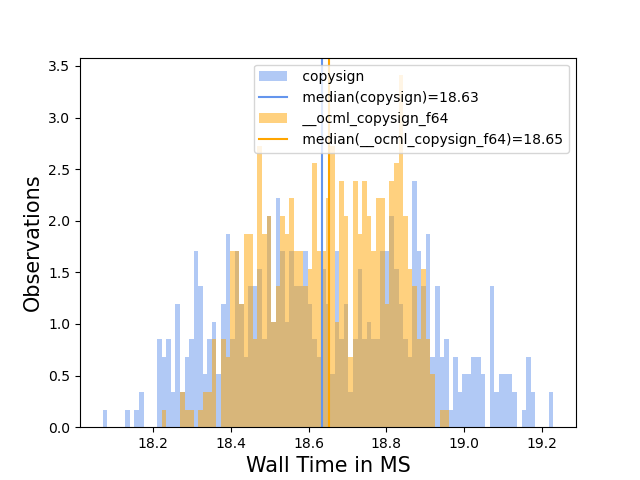 3.5
3.0
2.5
2.0
1.5
1.0
0.5
0.0
Observations
copysign
median(copysign)=18.63
__ocml_copysign_f64
median(__ocml_copysign_f64)=18.65
18.2 18.4 18.6 18.8 19.0 19.2
Wall Time in MS